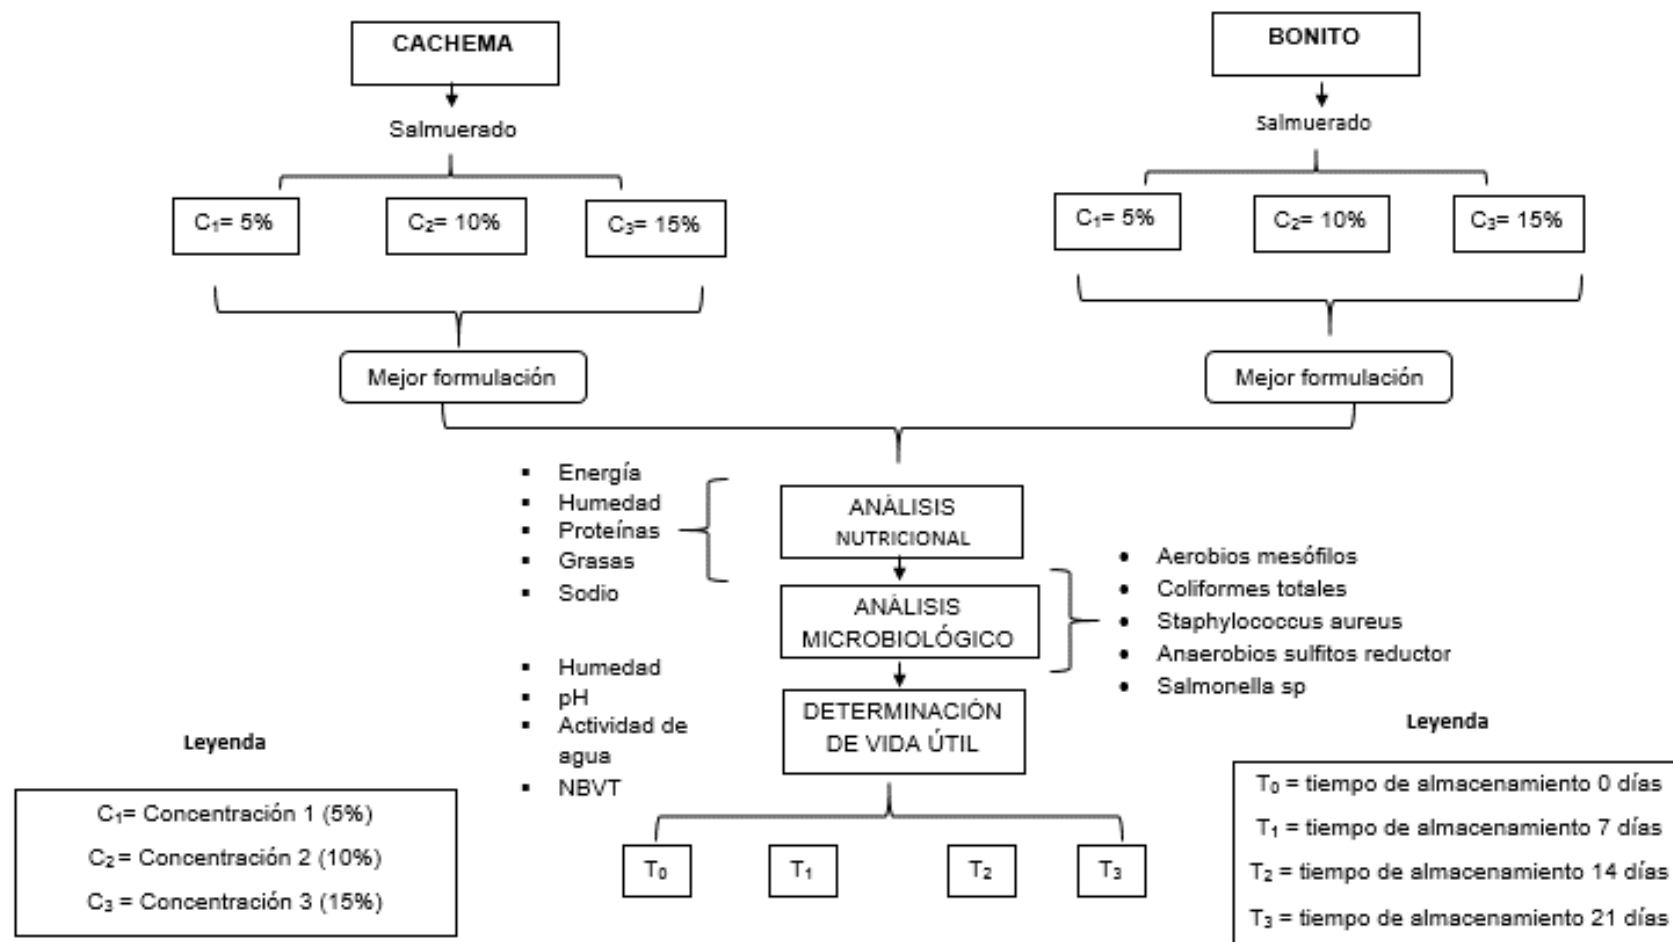 CACHEMA
BONITO
Salmuerado
Salmuerado
C₁= 5%
C₂= 10%
C₃= 15%
C₁= 5%
C₂= 10%
C₃= 15%
Mejor formulación
Mejor formulación
▪ Energía
▪ Humedad
▪ Proteínas
▪ Grasas
▪ Sodio
ANÁLISIS
NUTRICIONAL
ANÁLISIS
MICROBIOLÓGICO
• Aerobios mesófilos
• Coliformes totales
• Staphylococcus aureus
• Anaerobios sulfitos reductor
• Salmonella sp
▪ Humedad
▪ pH
▪ Actividad de
agua
▪ NBVT
DETERMINACIÓN
DE VIDA ÚTIL
T₀
T₁
T₂
T₃
Leyenda
C₁= Concentración 1 (5%)
C₂ = Concentración 2 (10%)
C₃ = Concentración 3 (15%)
Leyenda
T₀ = tiempo de almacenamiento 0 días
T₁ = tiempo de almacenamiento 7 días
T₂ = tiempo de almacenamiento 14 días
T₃ = tiempo de almacenamiento 21 días